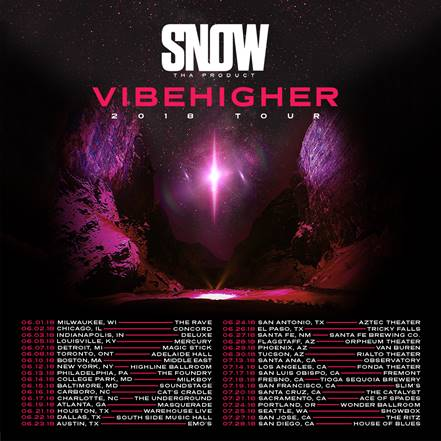 SNOW
THA PRODUCT
VIBEHIGHER
2018 TOUR
06.01.18 MILWAUKEE, WI THE RAVE
06.02.18 CHICAGO, IL CONCORD
06.03.18 INDIANAPOLIS, IN DELUXE
06.05.18 LOUISVILLE, KY MERCURY
06.07.18 DETROIT, MI MAGIC STICK
06.08.18 TORONTO, ONT ADELAIDE HALL
06.10.18 BOSTON, MA MIDDLE EAST
06.12.18 NEW YORK, NY HIGHLINE BALLROOM
06.13.18 PHILADELPHIA, PA THE FOUNDRY
06.14.18 COLLEGE PARK, MD MILKBOY
06.15.18 BALTIMORE, MD SOUNDSTAGE
06.16.18 CARBORO, NC CAT'S CRADLE
06.17.18 CHARLOTTE, NC THE UNDERGROUND
06.19.18 ATLANTA, GA MASQUERADE
06.21.18 HOUSTON, TX WAREHOUSE LIVE
06.22.18 DALLAS, TX SOUTH SIDE MUSIC HALL
06.23.18 AUSTIN, TX EMO'S
06.24.18 SAN ANTONIO, TX AZTEC THEATER
06.26.18 EL PASO, TX TRICKY FALLS
06.27.18 SANTA FE, NM SANTA FE BREWING CO.
06.28.18 FLAGSTAFF, AZ ORPHEUM THEATER
06.29.18 PHOENIX, AZ VAN BUREN
06.30.18 TUCSON, AZ RIALTO THEATER
07.13.18 SANTA ANA, CA OBSERVATORY
07.14.18 LOS ANGELES, CA FONDA THEATER
07.17.18 SAN LUIS OBISPO, CA FREMONT
07.18.18 FRESNO, CA TIOGA SEQUOIA BREWERY
07.19.18 SAN FRANCISCO, CA SLIM'S
07.20.18 SANTA CRUZ, CA THE CATALYST
07.21.18 SACRAMENTO, CA ACE OF SPADES
07.24.18 PORTLAND, OR WONDER BALLROOM
07.25.18 SEATTLE, WA SHOWBOX
07.27.18 SAN JOSE, CA THE RITZ
07.28.18 SAN DIEGO, CA HOUSE OF BLUES